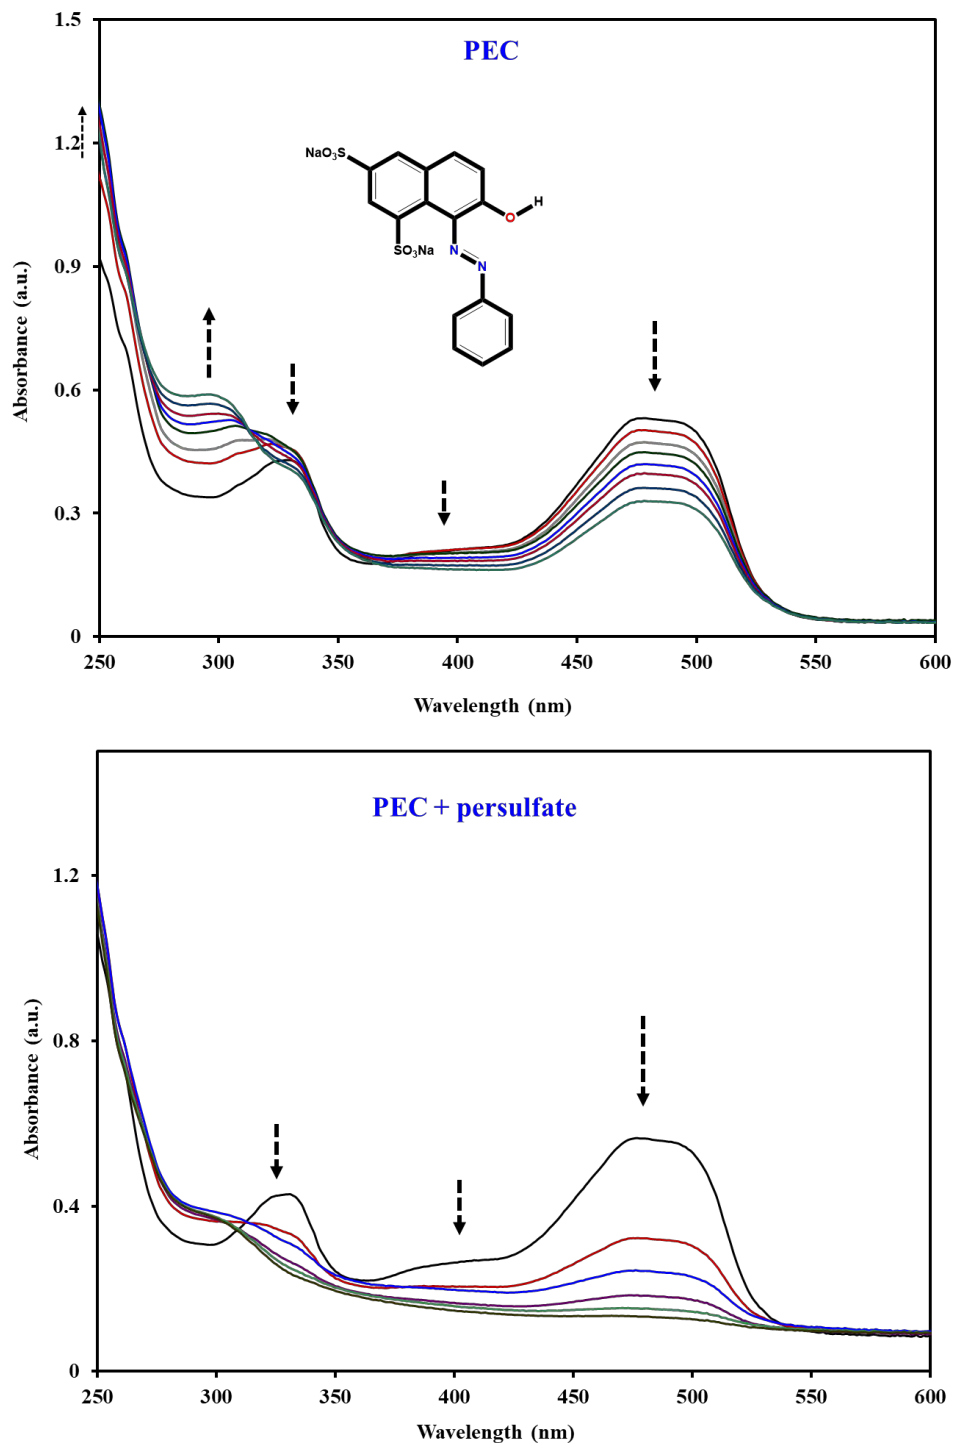 PEC
1.5
1.2
0.9
0.6
0.3
0
Absorbance (a.u.)
NaO3S
SO3Na
N
N
O
H
250 300 350 400 450 500 550 600
Wavelength (nm)
PEC + persulfate
1.2
0.8
0.4
0
Absorbance (a.u.)
250 300 350 400 450 500 550 600
Wavelength (nm)